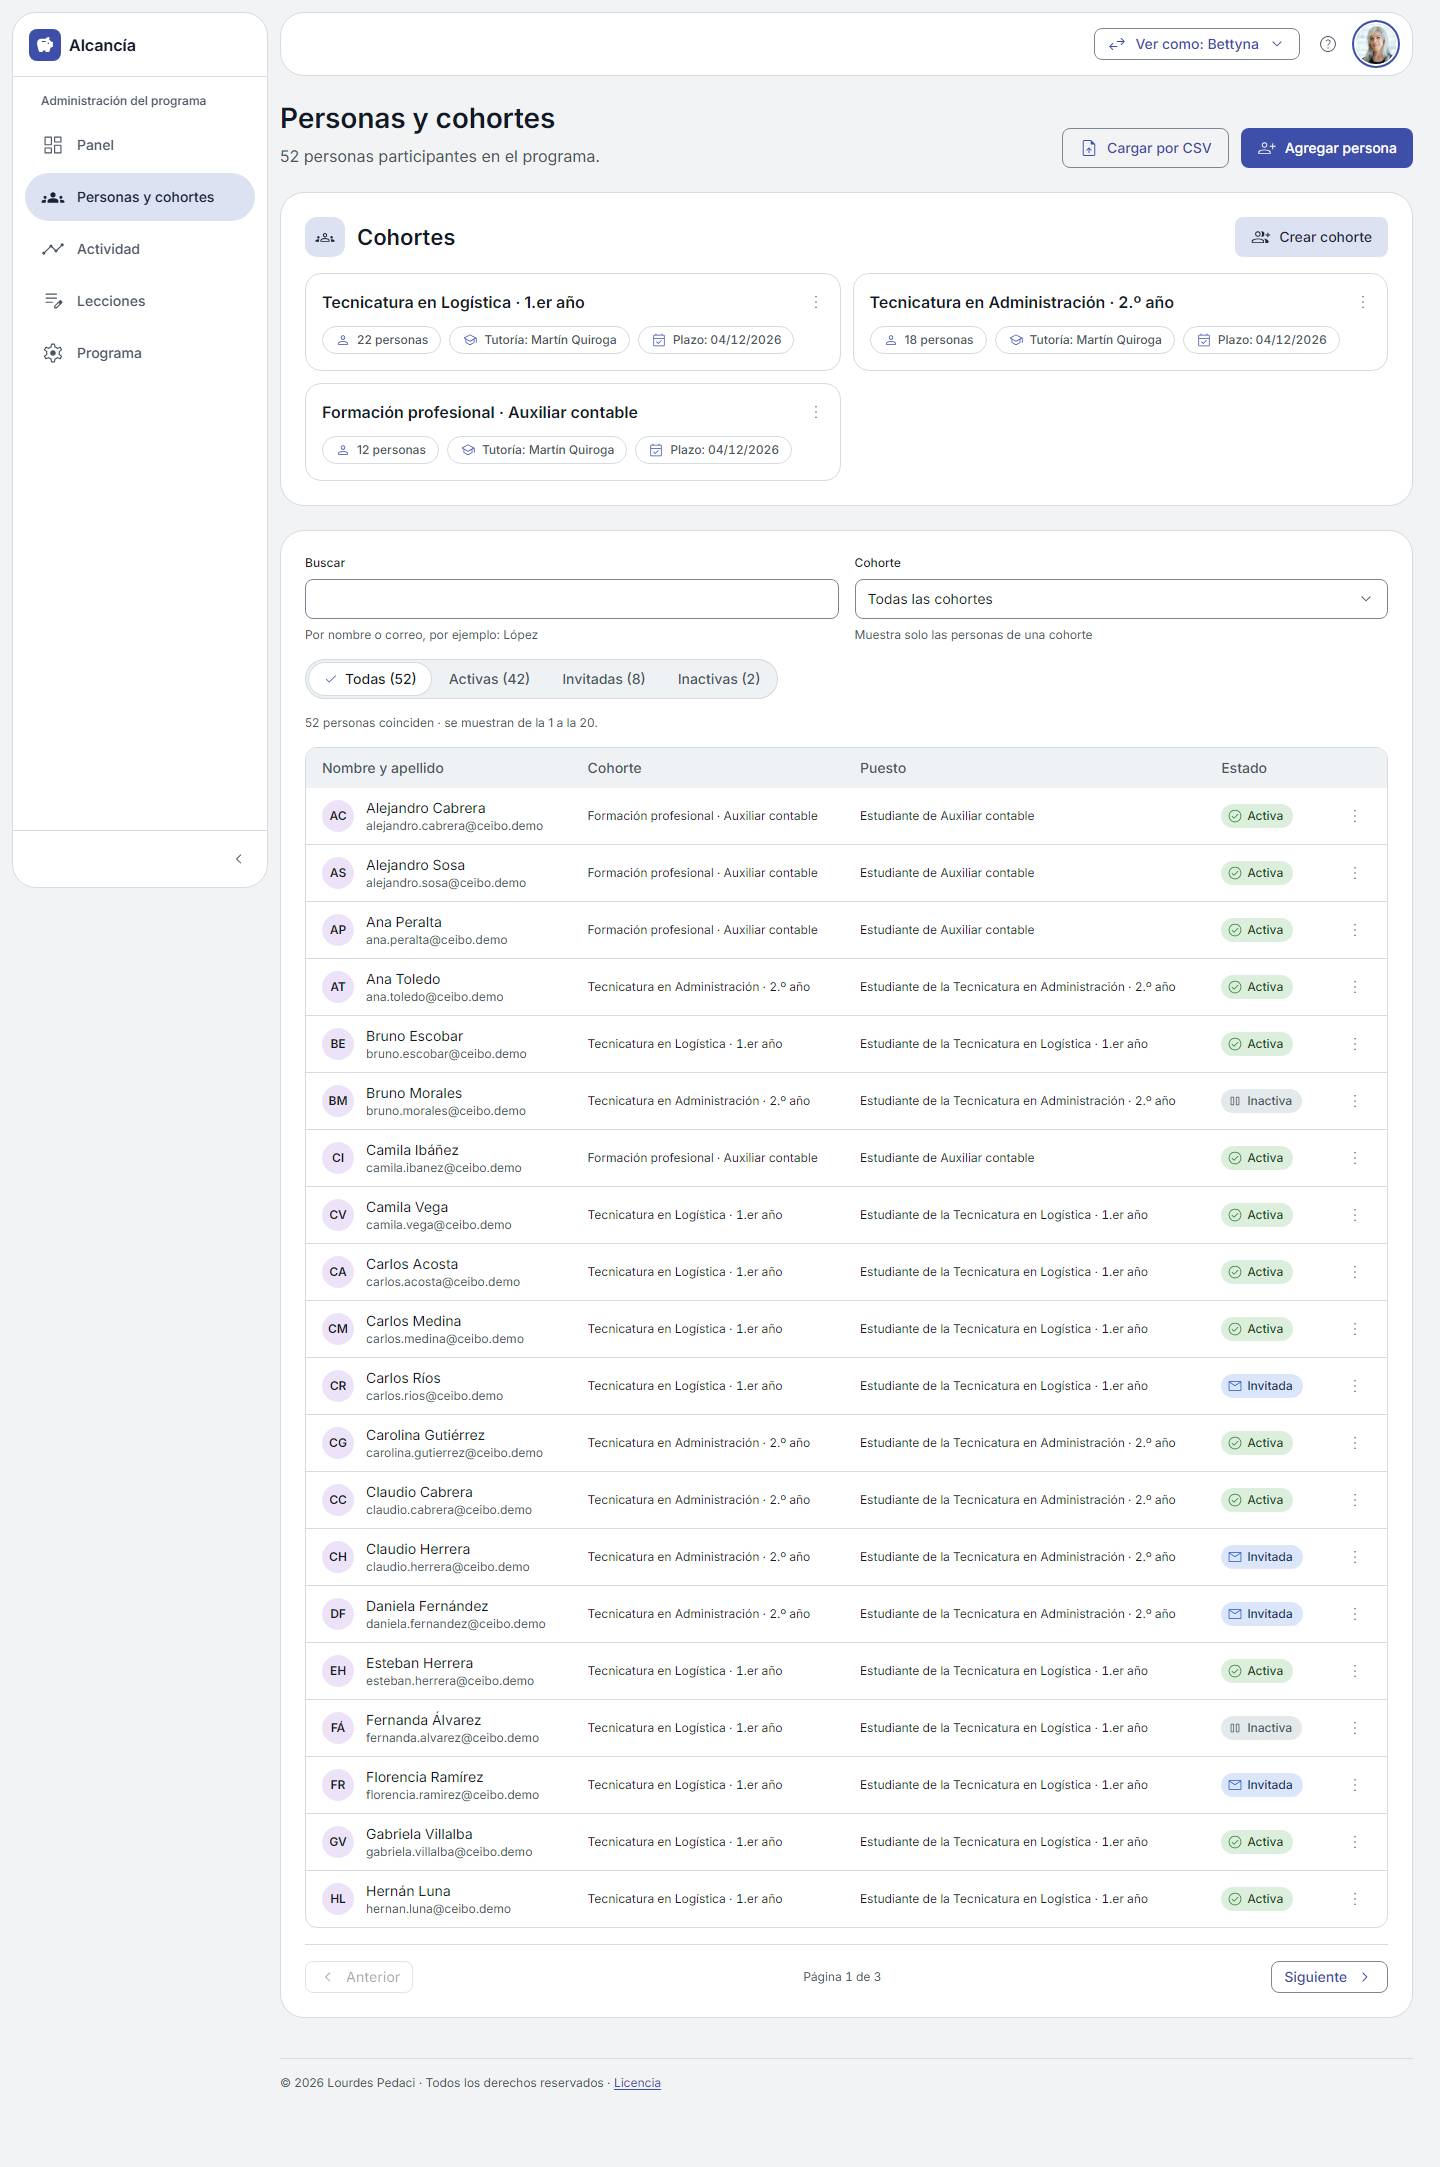 Alcancía
Ver como: Bettyna
Administración del programa
Panel
Personas y cohortes
Actividad
Lecciones
Programa
Personas y cohortes
52 personas participantes en el programa.
Cargar por CSV
Agregar persona
Cohortes
Crear cohorte
Tecnicatura en Logística · 1.er año
22 personas
Tutoría: Martín Quiroga
Plazo: 04/12/2026
Tecnicatura en Administración · 2.º año
18 personas
Tutoría: Martín Quiroga
Plazo: 04/12/2026
Formación profesional · Auxiliar contable
12 personas
Tutoría: Martín Quiroga
Plazo: 04/12/2026
Buscar
Por nombre o correo, por ejemplo: López
Cohorte
Todas las cohortes
Muestra solo las personas de una cohorte
Todas (52) Activas (42) Invitadas (8) Inactivas (2)
52 personas coinciden · se muestran de la 1 a la 20.
Nombre y apellido Cohorte Puesto Estado
AC Alejandro Cabrera Formación profesional · Auxiliar contable Estudiante de Auxiliar contable Activa
alejandro.cabrera@ceibo.demo
AS Alejandro Sosa Formación profesional · Auxiliar contable Estudiante de Auxiliar contable Activa
alejandro.sosa@ceibo.demo
AP Ana Peralta Formación profesional · Auxiliar contable Estudiante de Auxiliar contable Activa
ana.peralta@ceibo.demo
AT Ana Toledo Tecnicatura en Administración · 2.º año Estudiante de la Tecnicatura en Administración · 2.º año Activa
ana.toledo@ceibo.demo
BE Bruno Escobar Tecnicatura en Logística · 1.er año Estudiante de la Tecnicatura en Logística · 1.er año Activa
bruno.escobar@ceibo.demo
BM Bruno Morales Tecnicatura en Administración · 2.º año Estudiante de la Tecnicatura en Administración · 2.º año Inactiva
bruno.morales@ceibo.demo
CI Camila Ibáñez Formación profesional · Auxiliar contable Estudiante de Auxiliar contable Activa
camila.ibanez@ceibo.demo
CV Camila Vega Tecnicatura en Logística · 1.er año Estudiante de la Tecnicatura en Logística · 1.er año Activa
camila.vega@ceibo.demo
CA Carlos Acosta Tecnicatura en Logística · 1.er año Estudiante de la Tecnicatura en Logística · 1.er año Activa
carlos.acosta@ceibo.demo
CM Carlos Medina Tecnicatura en Logística · 1.er año Estudiante de la Tecnicatura en Logística · 1.er año Activa
carlos.medina@ceibo.demo
CR Carlos Ríos Tecnicatura en Logística · 1.er año Estudiante de la Tecnicatura en Logística · 1.er año Invitada
carlos.rios@ceibo.demo
CG Carolina Gutiérrez Tecnicatura en Administración · 2.º año Estudiante de la Tecnicatura en Administración · 2.º año Activa
carolina.gutierrez@ceibo.demo
CC Claudio Cabrera Tecnicatura en Administración · 2.º año Estudiante de la Tecnicatura en Administración · 2.º año Activa
claudio.cabrera@ceibo.demo
CH Claudio Herrera Tecnicatura en Administración · 2.º año Estudiante de la Tecnicatura en Administración · 2.º año Invitada
claudio.herrera@ceibo.demo
DF Daniela Fernández Tecnicatura en Administración · 2.º año Estudiante de la Tecnicatura en Administración · 2.º año Invitada
daniela.fernandez@ceibo.demo
EH Esteban Herrera Tecnicatura en Logística · 1.er año Estudiante de la Tecnicatura en Logística · 1.er año Activa
esteban.herrera@ceibo.demo
FÁ Fernanda Álvarez Tecnicatura en Logística · 1.er año Estudiante de la Tecnicatura en Logística · 1.er año Inactiva
fernanda.alvarez@ceibo.demo
FR Florencia Ramírez Tecnicatura en Logística · 1.er año Estudiante de la Tecnicatura en Logística · 1.er año Invitada
florencia.ramirez@ceibo.demo
GV Gabriela Villalba Tecnicatura en Logística · 1.er año Estudiante de la Tecnicatura en Logística · 1.er año Activa
gabriela.villalba@ceibo.demo
HL Hernán Luna Tecnicatura en Logística · 1.er año Estudiante de la Tecnicatura en Logística · 1.er año Activa
hernan.luna@ceibo.demo
Anterior Página 1 de 3 Siguiente
© 2026 Lourdes Pedaci · Todos los derechos reservados · Licencia